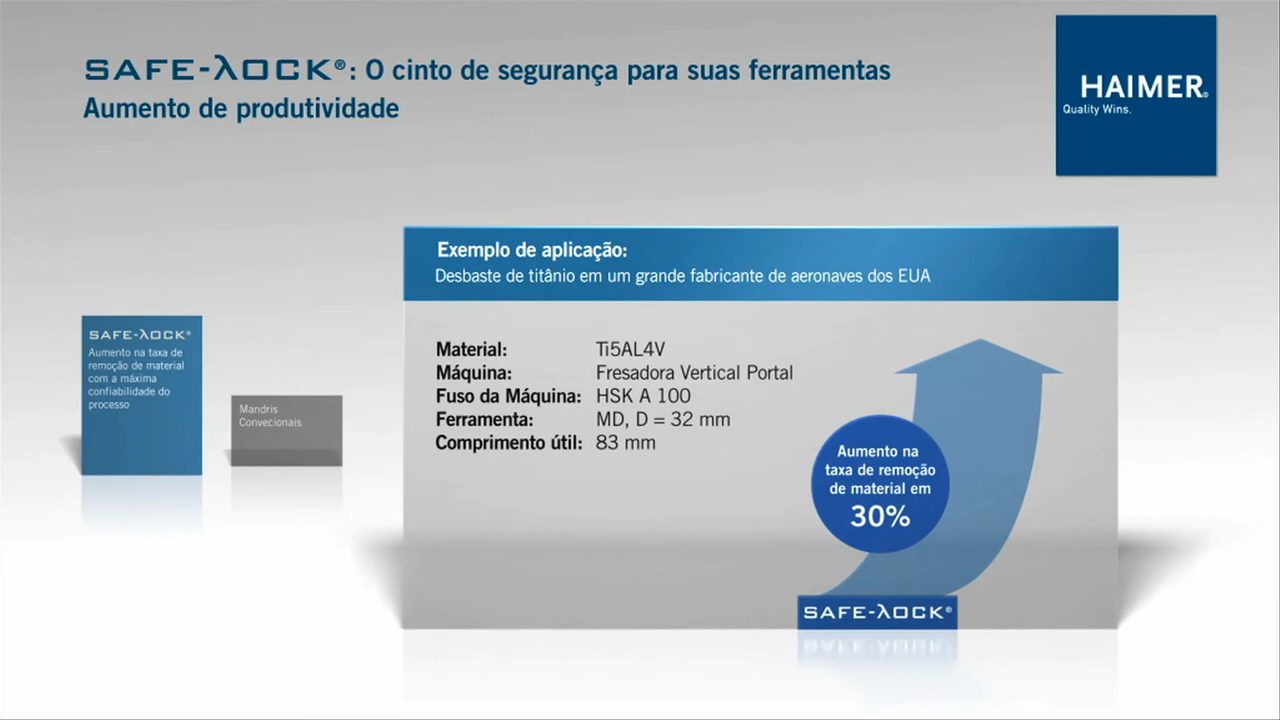 SAFE-λOCK®: O cinto de segurança para suas ferramentas
Aumento de produtividade
HAIMER®
Quality Wins.
Exemplo de aplicação:
Desbaste de titânio em um grande fabricante de aeronaves dos EUA
SAFE-λOCK®
Aumento na taxa de
remoção de material
com a máxima
confiabilidade do
processo
Mandris
Convecionais
Material: Ti5AL4V
Máquina: Fresadora Vertical Portal
Fuso da Máquina: HSK A 100
Ferramenta: MD, D = 32 mm
Comprimento útil: 83 mm
Aumento na
taxa de remoção
de material em
30%
SAFE-λOCK®